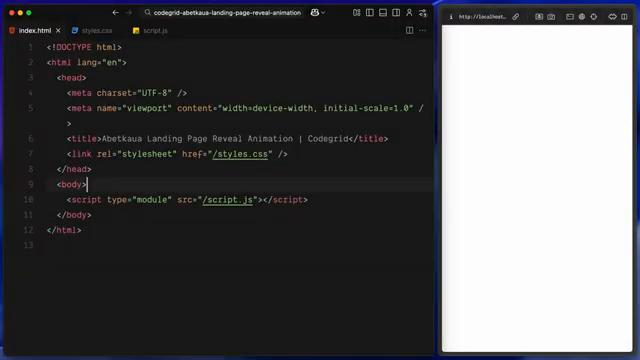 codegrid-abetkaua-landing-page-reveal-animation
http://localhost...
index.html
styles.css
script.js
1 <!DOCTYPE html>
2 <html lang="en">
3 <head>
4 <meta charset="UTF-8" />
5 <meta name="viewport" content="width=device-width, initial-scale=1.0" /
>
6 <title>Abetkaua Landing Page Reveal Animation | Codegrid</title>
7 <link rel="stylesheet" href="/styles.css" />
8 </head>
9 <body>
10 <script type="module" src="/script.js"></script>
11 </body>
12 </html>
13